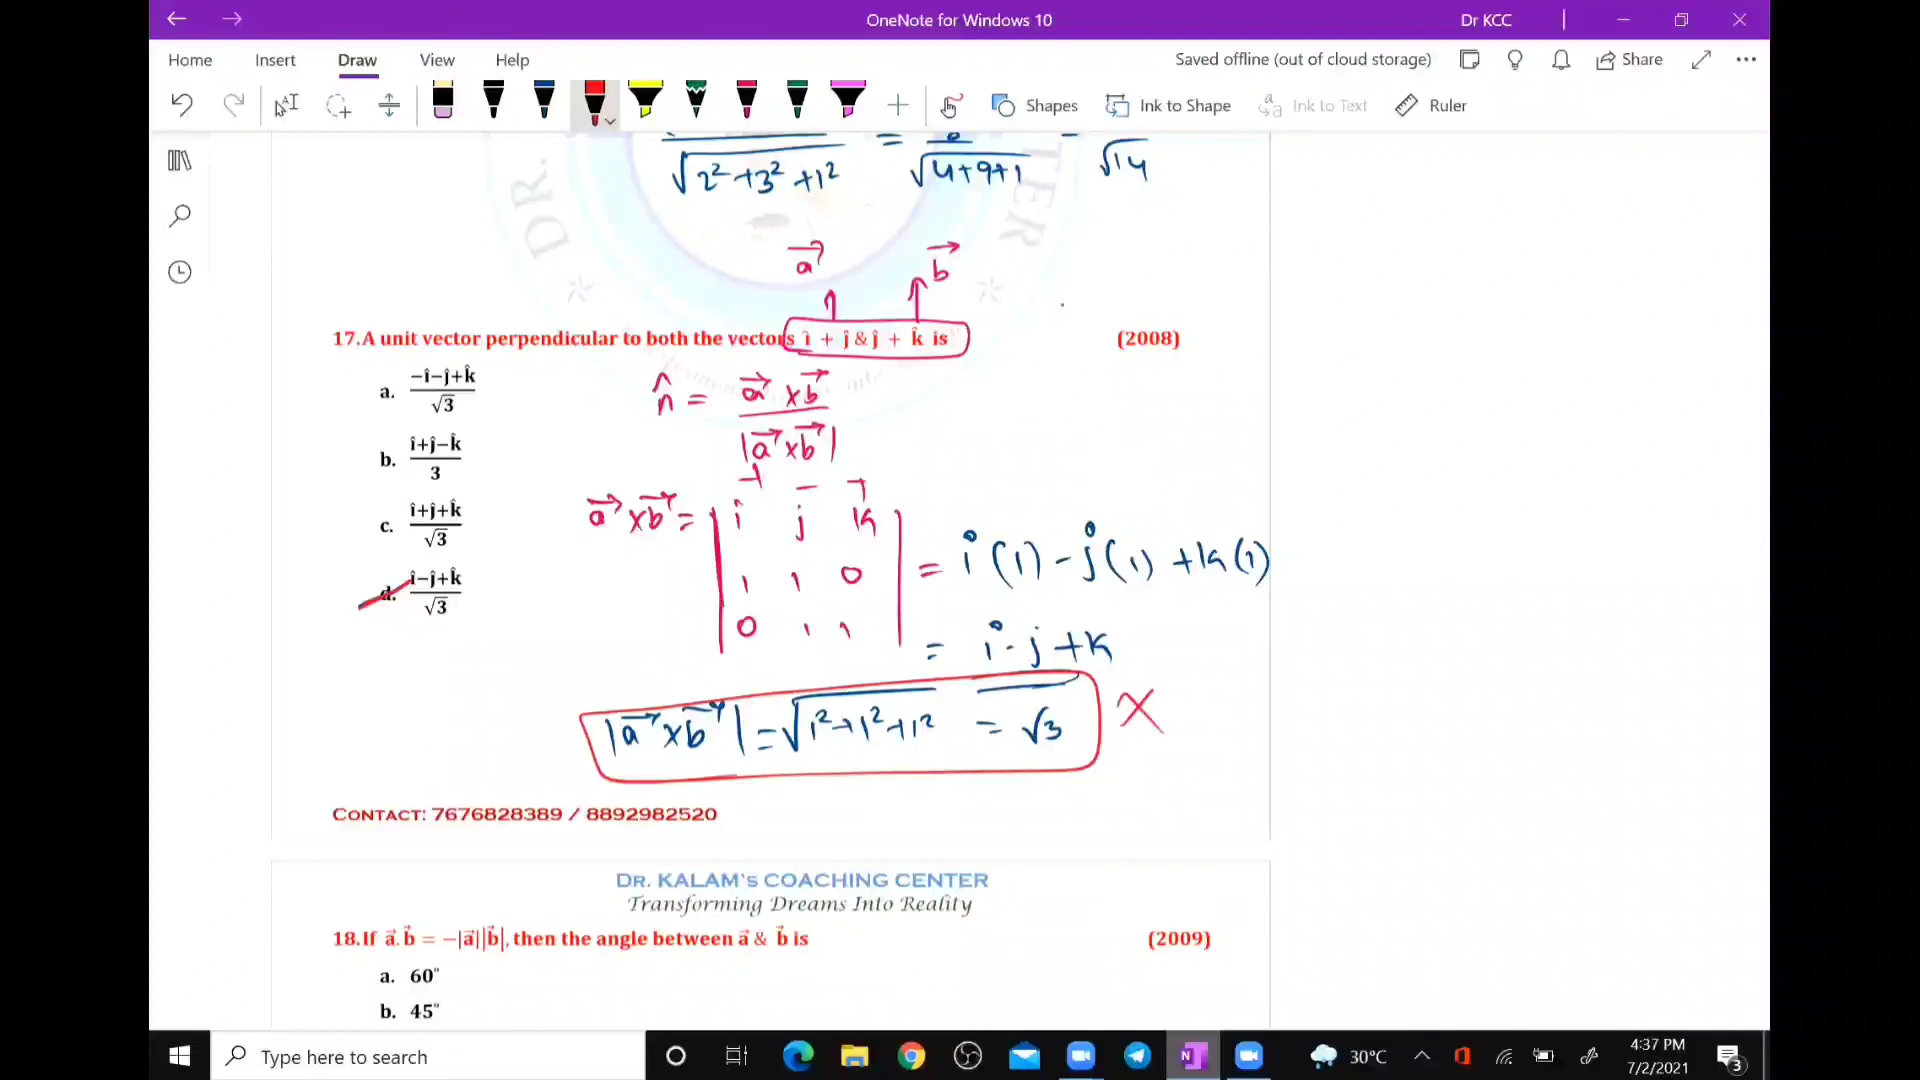 OneNote for Windows 10
Dr KCC
Home Insert Draw View Help
Saved offline (out of cloud storage)
Share
Shapes Ink to Shape Ink to Text Ruler
√2²+3²+1² = √4+9+1 √14
DR.
TER
a⃗ b⃗
17.A unit vector perpendicular to both the vectors î + ĵ & ĵ + k̂ is (2008)
a. −î−ĵ+k̂ / √3
b. î+ĵ−k̂ / 3
c. î+ĵ+k̂ / √3
d. î−ĵ+k̂ / √3
n̂ = a⃗ × b⃗ / |a⃗ × b⃗|
+ − +
a⃗ × b⃗ = | i j k
1 1 0
0 1 1 | = i(1) − j(1) + k(1)
= i - j + k
|a⃗ × b⃗| = √1²+1²+1² = √3 X
CONTACT: 7676828389 / 8892982520
DR. KALAM's COACHING CENTER
Transforming Dreams Into Reality
18.If a⃗.b⃗ = −|a⃗||b⃗|, then the angle between a⃗ & b⃗ is (2009)
a. 60°
b. 45°
Type here to search
30°C
4:37 PM
7/2/2021
3